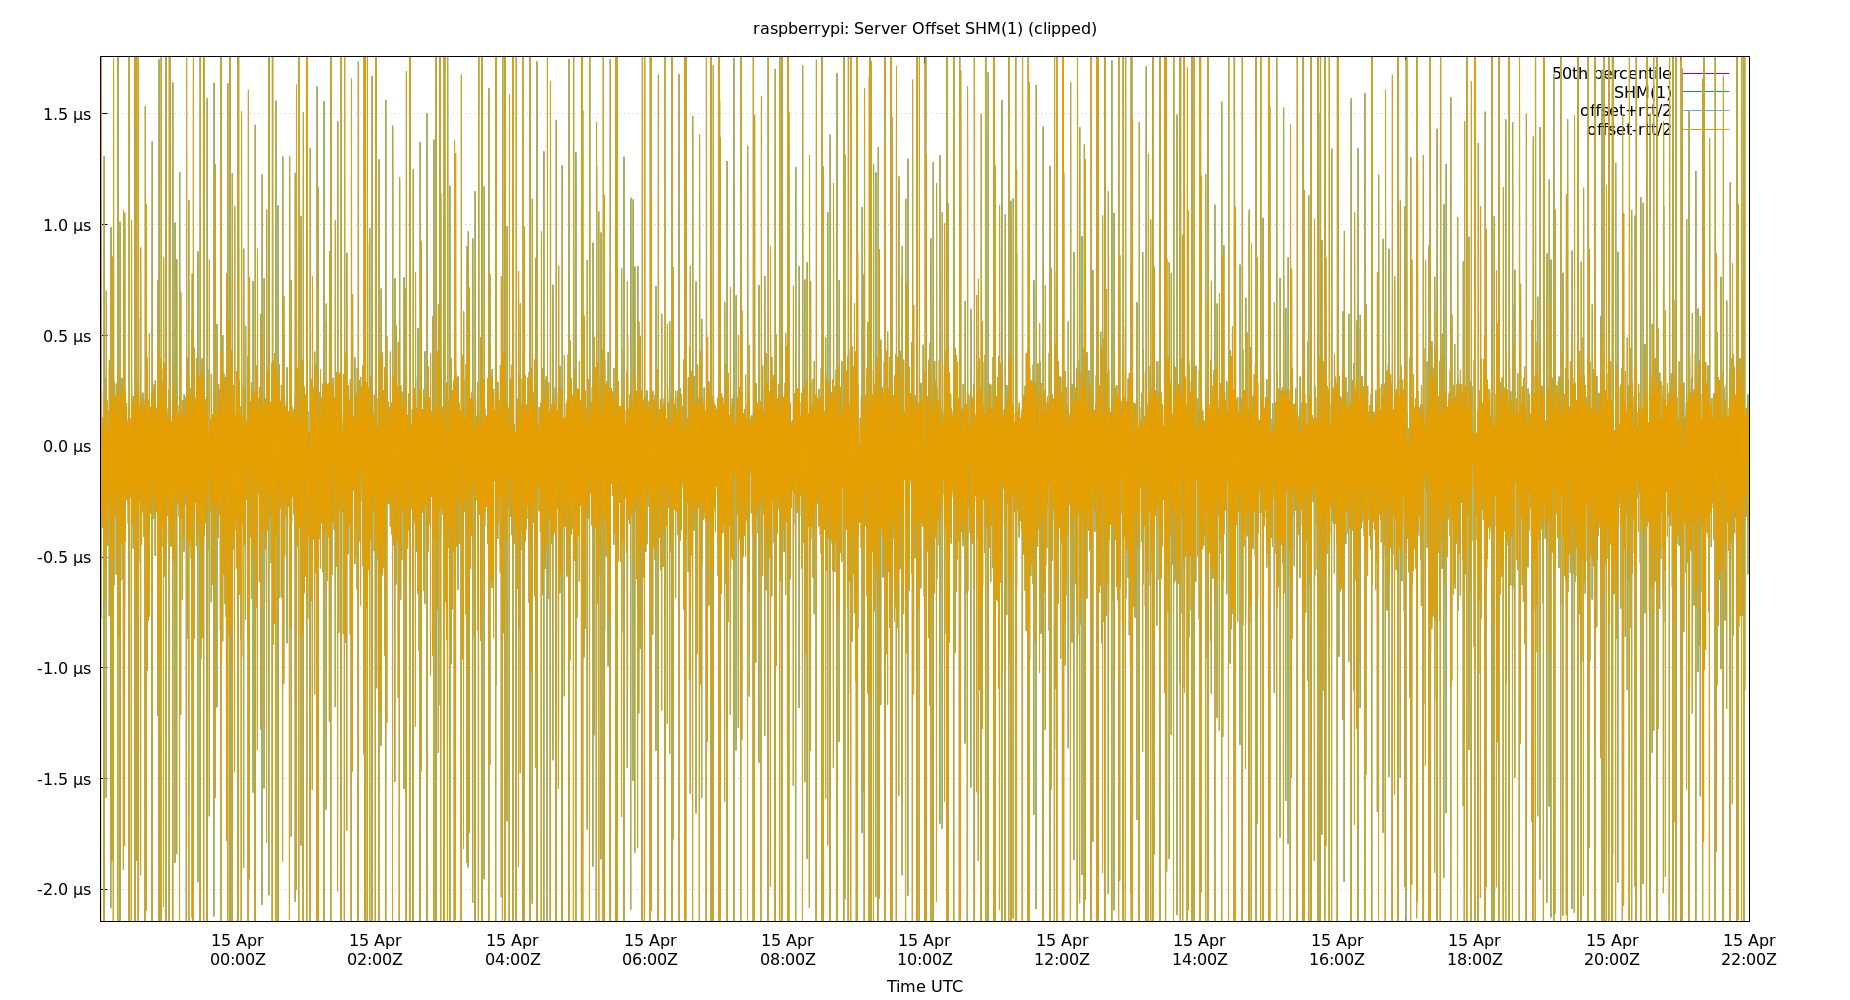 raspberrypi: Server Offset SHM(1) (clipped)
50th percentile
SHM(1)
offset+rtt/2
offset-rtt/2
1.5 µs
1.0 µs
0.5 µs
0.0 µs
-0.5 µs
-1.0 µs
-1.5 µs
-2.0 µs
15 Apr 15 Apr 15 Apr 15 Apr 15 Apr 15 Apr 15 Apr 15 Apr 15 Apr 15 Apr 15 Apr 15 Apr
00:00Z 02:00Z 04:00Z 06:00Z 08:00Z 10:00Z 12:00Z 14:00Z 16:00Z 18:00Z 20:00Z 22:00Z
Time UTC